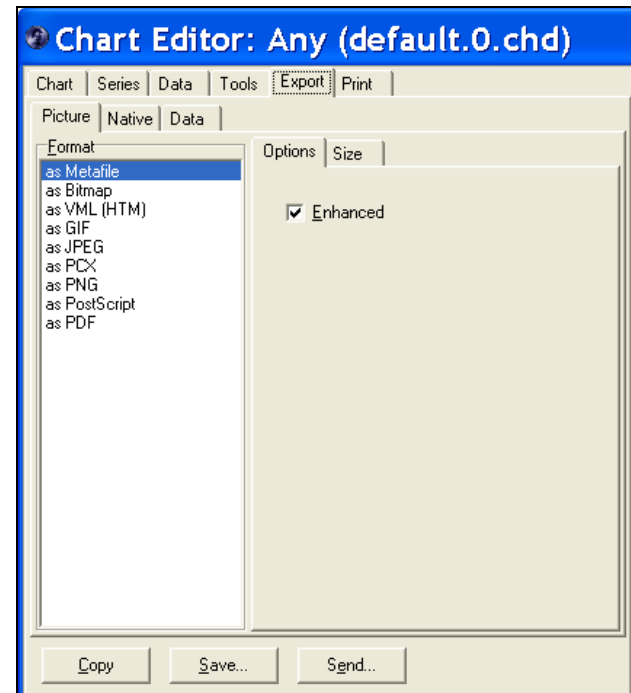 Chart Editor: Any (default.0.chd)
Chart Series Data Tools Export Print
Picture Native Data
Format
Options Size
as Metafile
as Bitmap
as VML (HTM)
as GIF
as JPEG
as PCX
as PNG
as PostScript
as PDF
Enhanced
Copy Save... Send...